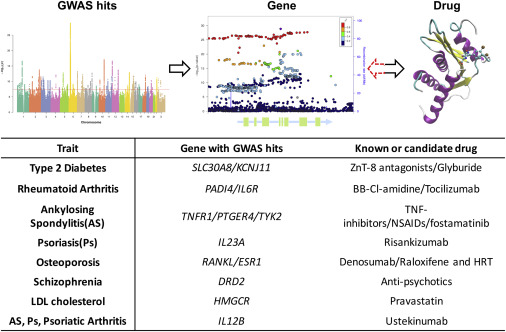 GWAS hits
Gene
Drug
Chromosome
Trait Gene with GWAS hits Known or candidate drug
Type 2 Diabetes SLC30A8/KCNJ11 ZnT-8 antagonists/Glyburide
Rheumatoid Arthritis PADI4/IL6R BB-Cl-amidine/Tocilizumab
Ankylosing
Spondylitis(AS)
TNFR1/PTGER4/TYK2
TNF-
inhibitors/NSAIDs/fostamatinib
Psoriasis(Ps) IL23A Risankizumab
Osteoporosis RANKL/ESR1 Denosumab/Raloxifene and HRT
Schizophrenia DRD2 Anti-psychotics
LDL cholesterol HMGCR Pravastatin
AS, Ps, Psoriatic Arthritis IL12B Ustekinumab